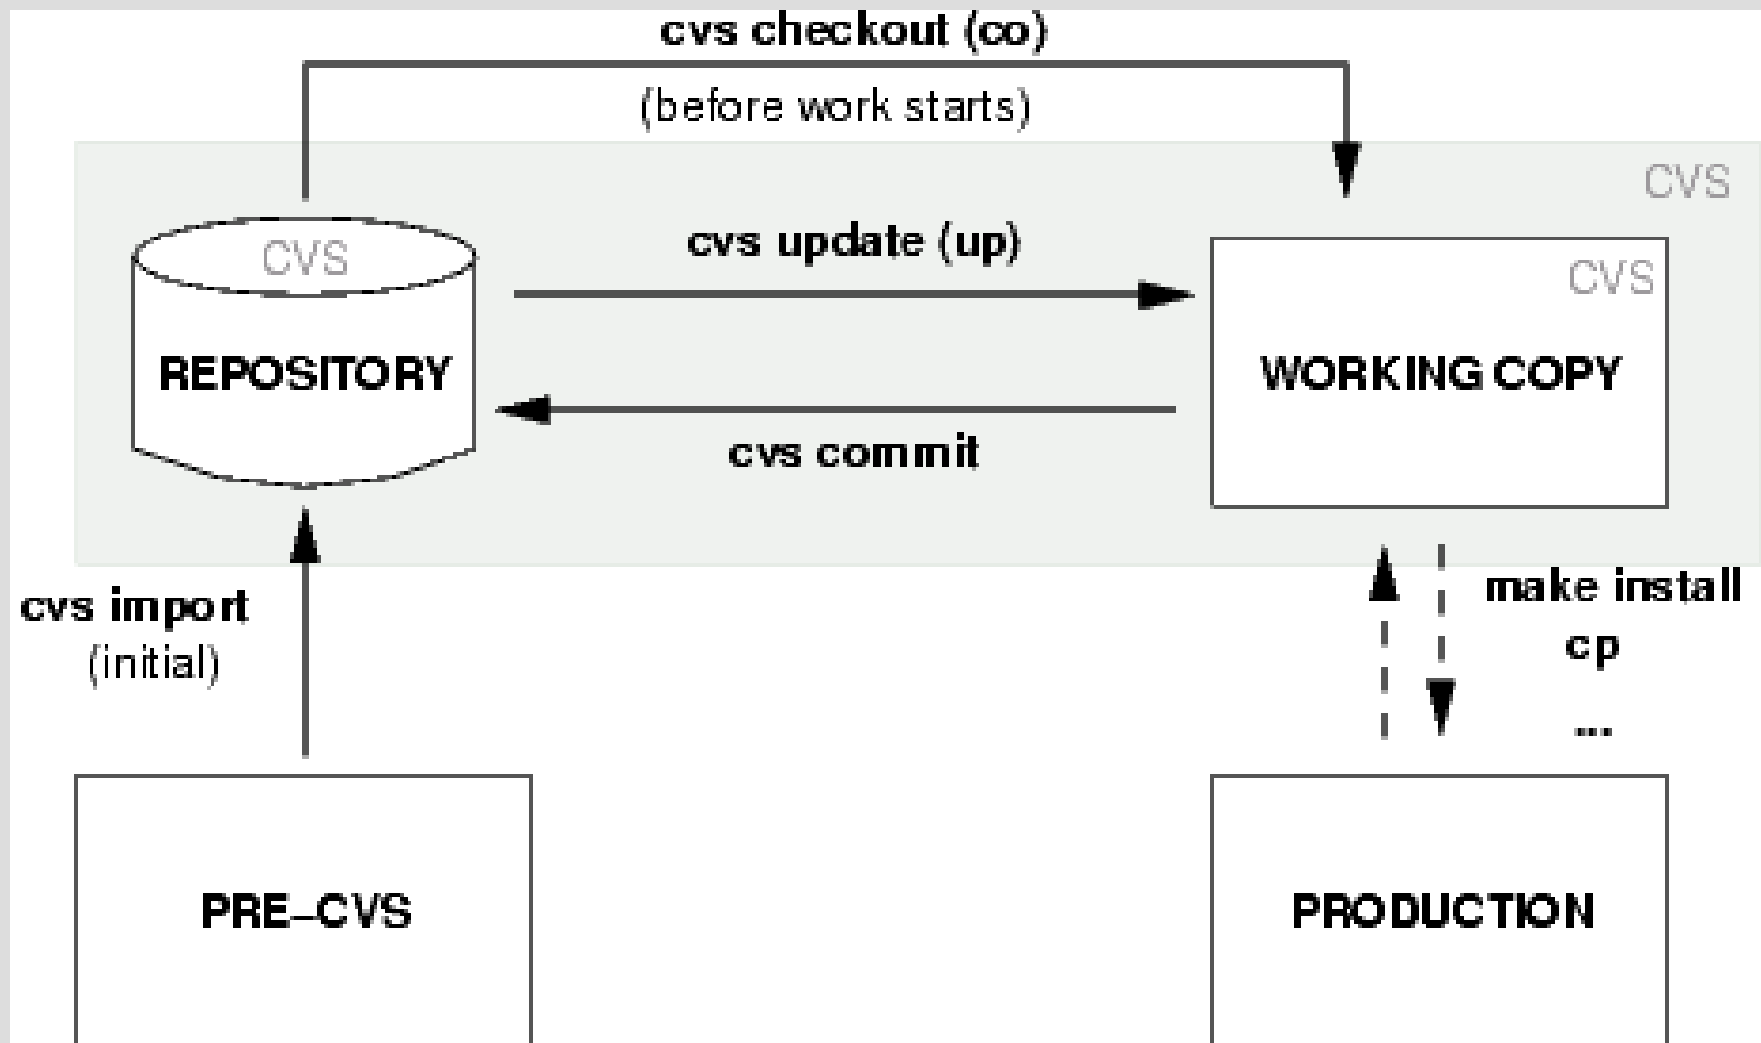 cvs checkout (co)
(before work starts)
CVS
cvs update (up)
CVS
CVS
REPOSITORY
WORKING COPY
cvs commit
cvs import
(initial)
make install
cp
...
PRE–CVS
PRODUCTION